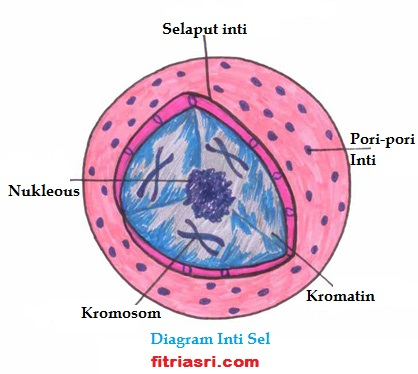 Selaput inti
Pori-pori
Inti
Nukleous
Kromatin
Kromosom
Diagram Inti Sel
fitriasri.com